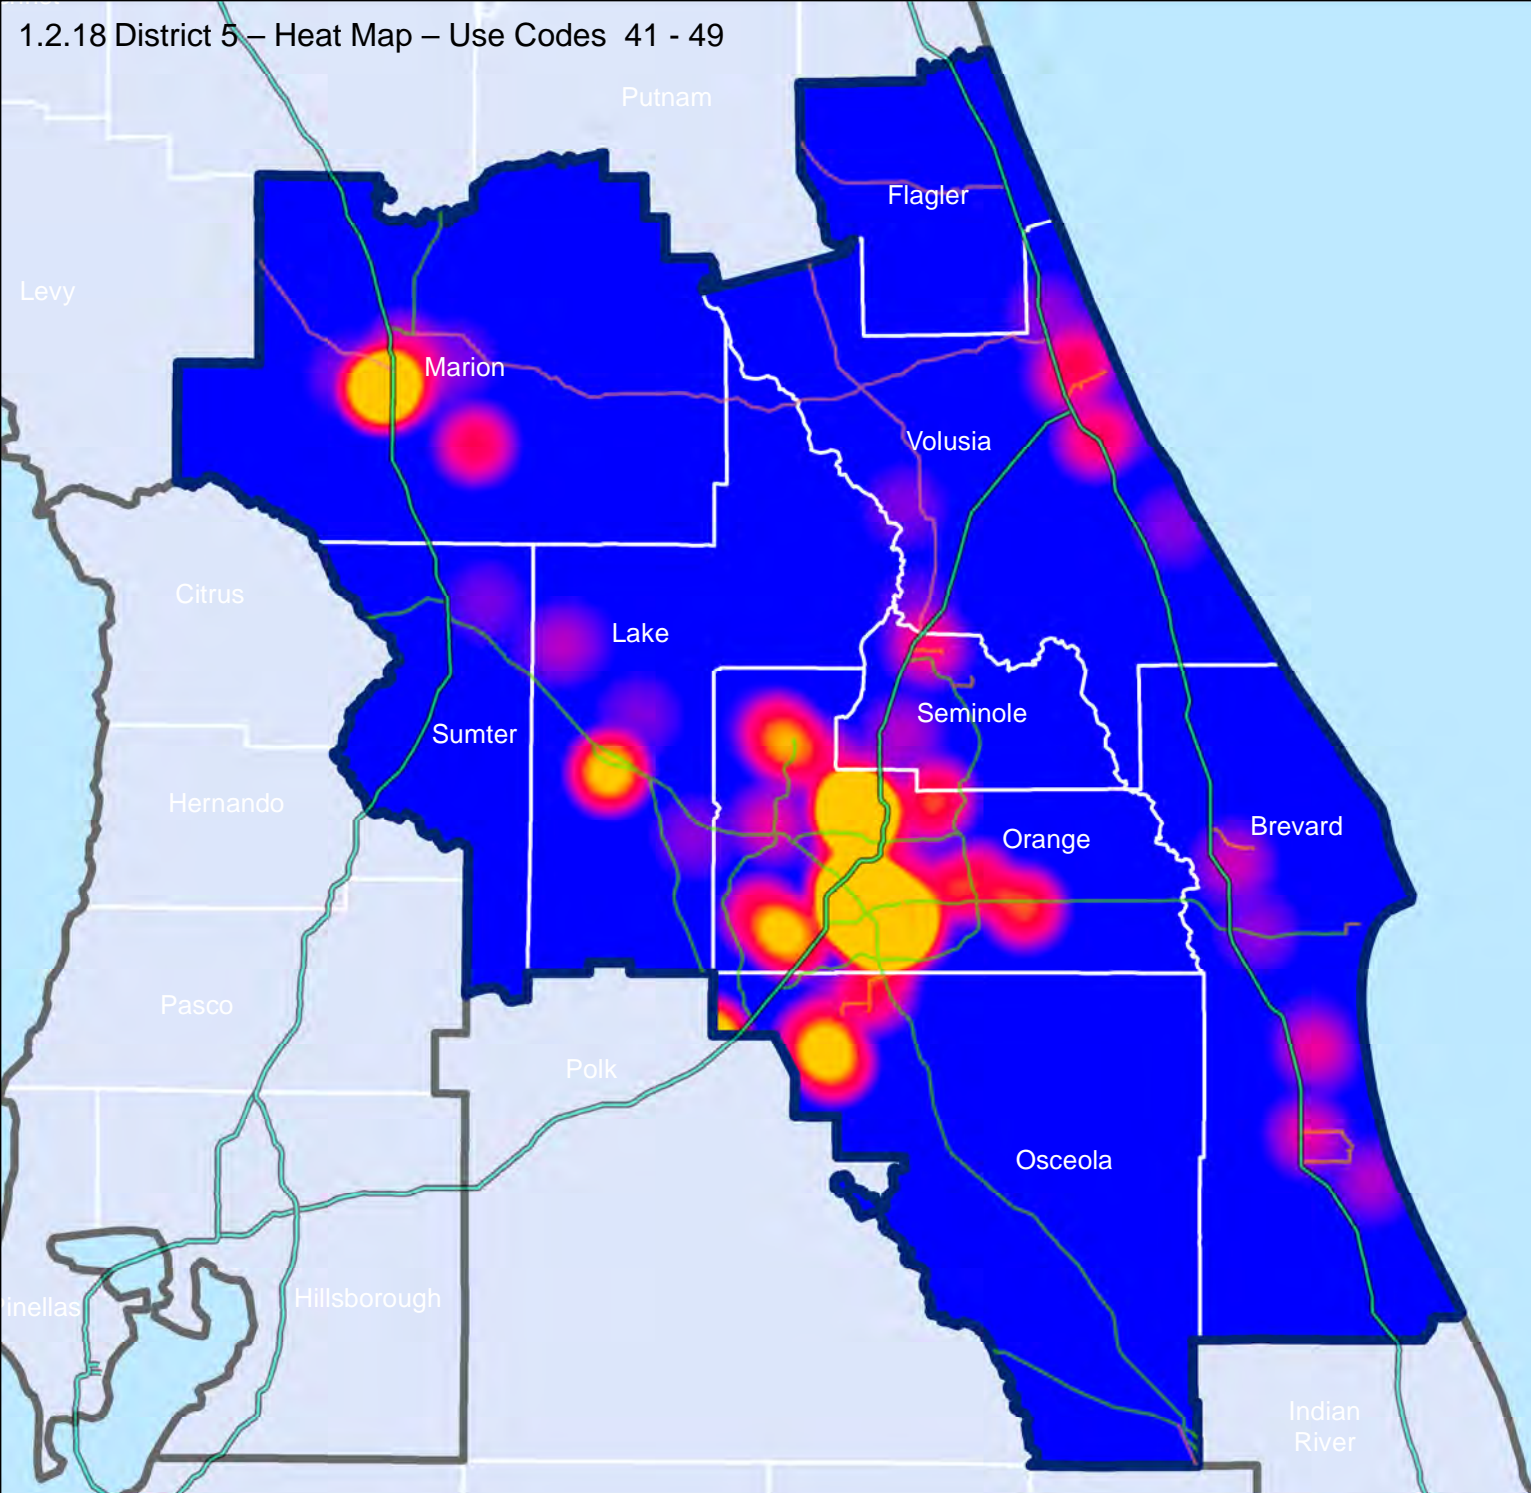 1.2.18 District 5 – Heat Map – Use Codes 41 - 49
Putnam
Flagler
Levy
Marion
Volusia
Citrus
Lake
Seminole
Sumter
Hernando
Brevard
Orange
Pasco
Polk
Osceola
Hillsborough
inellas
Indian
River